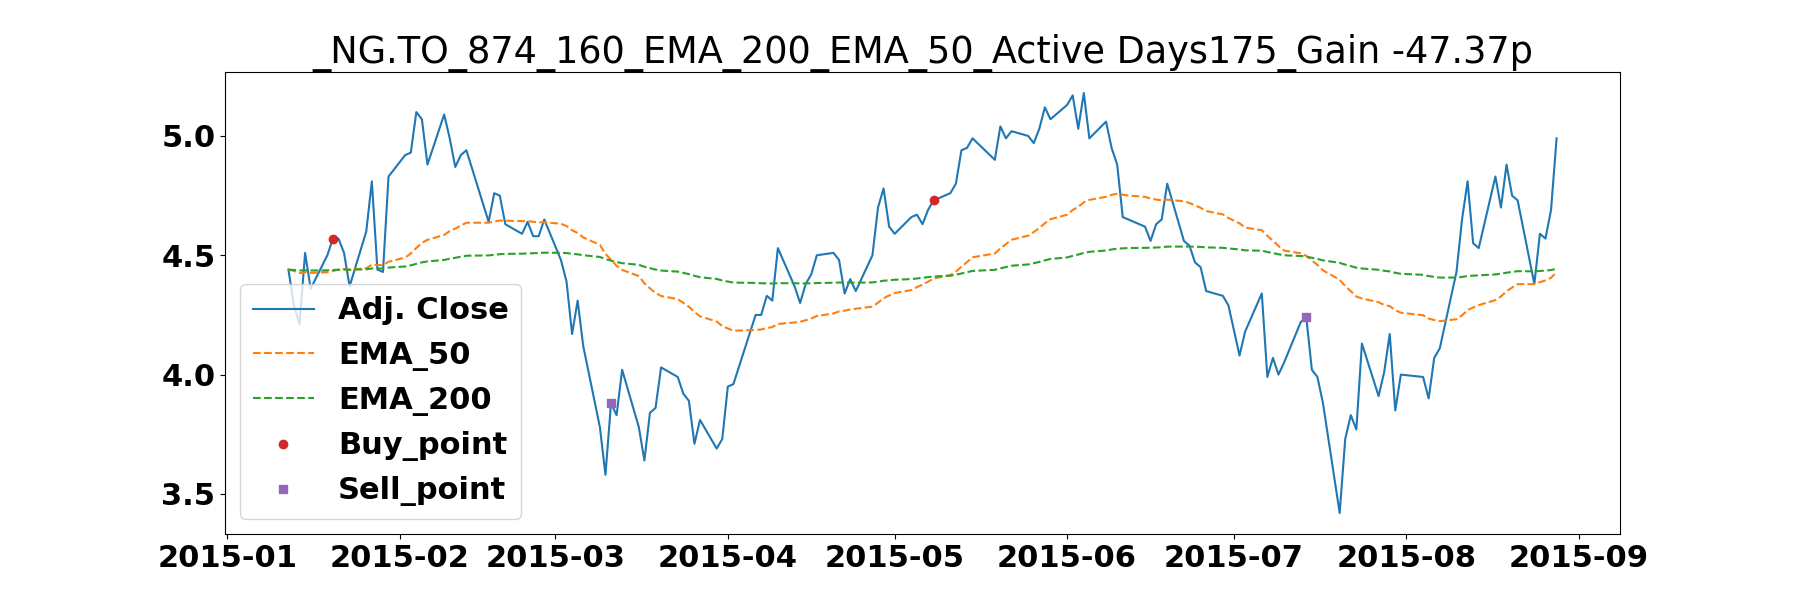 _NG.TO_874_160_EMA_200_EMA_50_Active Days175_Gain -47.37p
5.0
4.5
4.0
3.5
Adj. Close
EMA_50
EMA_200
Buy_point
Sell_point
2015-01 2015-02 2015-03 2015-04 2015-05 2015-06 2015-07 2015-08 2015-09